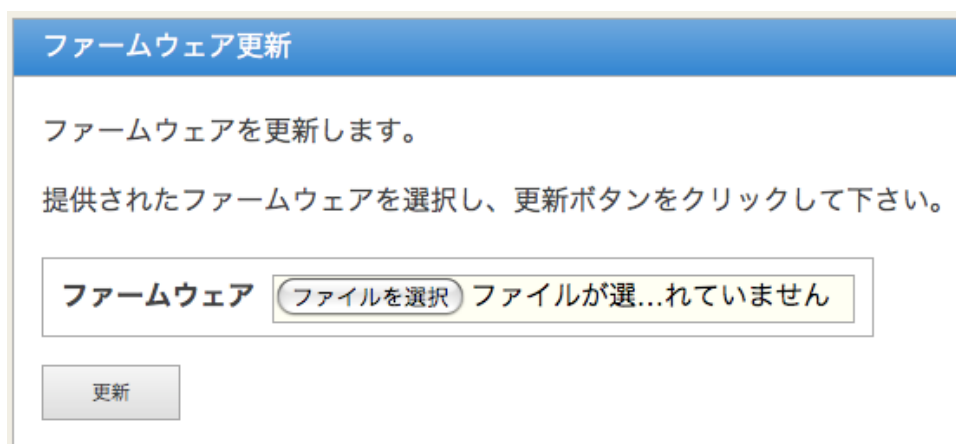 ファームウェア更新
ファームウェアを更新します。
提供されたファームウェアを選択し、更新ボタンをクリックして下さい。
ファームウェア ファイルを選択 ファイルが選...れていません
更新